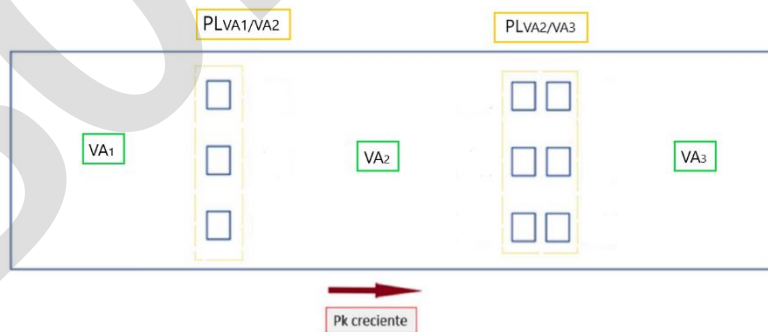 PLVA1/VA2
PLVA2/VA3
VA1
VA2
VA3
Pk creciente